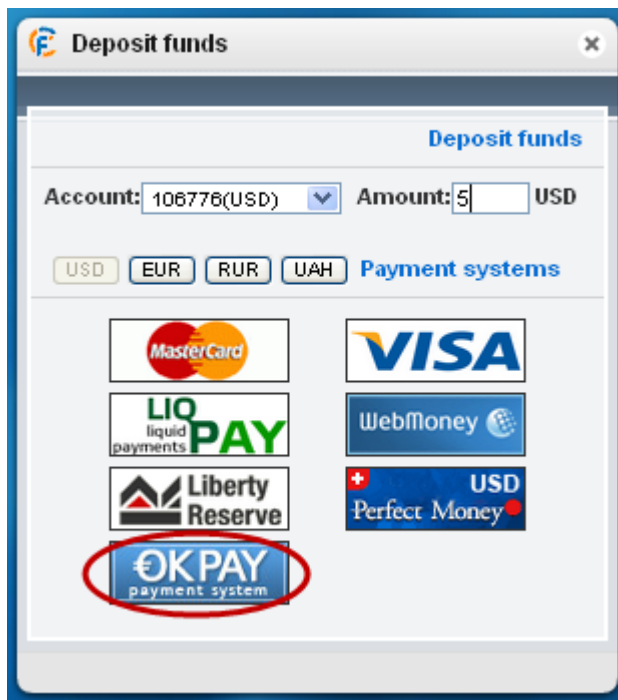 Deposit funds
Deposit funds
Account: 106776(USD) Amount: 5 USD
USD EUR RUR UAH Payment systems
MasterCard VISA
LIQ
liquid
payments PAY
WebMoney
Liberty
Reserve
USD
Perfect Money
OKPAY
payment system